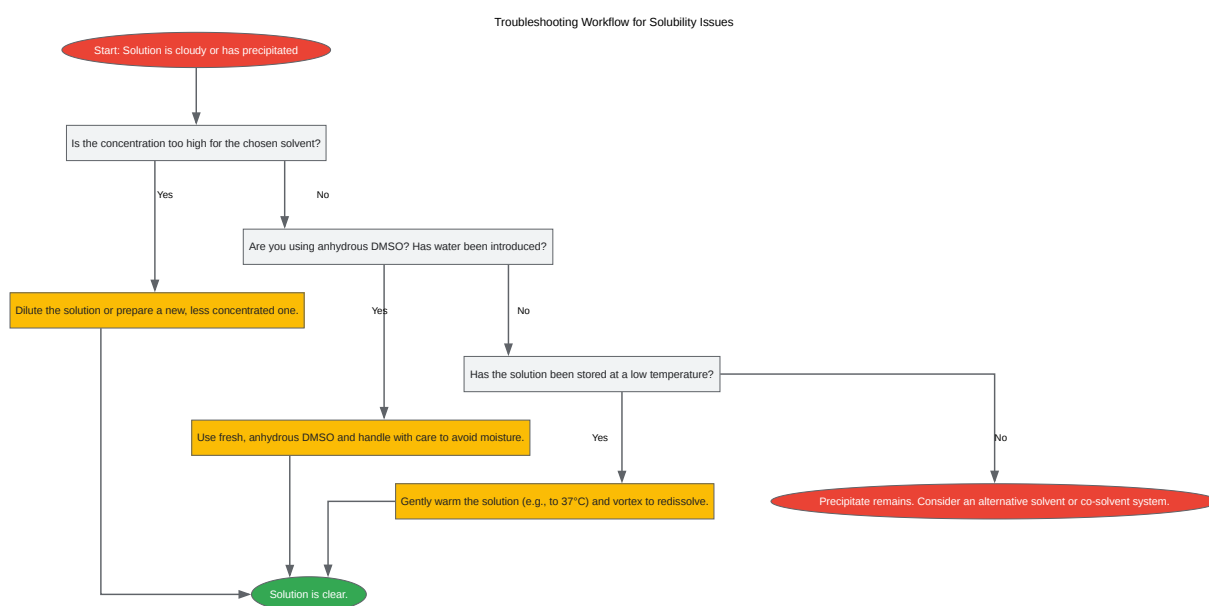 Troubleshooting Workflow for Solubility Issues
Start: Solution is cloudy or has precipitated
Is the concentration too high for the chosen solvent?
Yes
No
Are you using anhydrous DMSO? Has water been introduced?
Dilute the solution or prepare a new, less concentrated one.
Yes
No
Has the solution been stored at a low temperature?
Use fresh, anhydrous DMSO and handle with care to avoid moisture.
Yes
No
Gently warm the solution (e.g., to 37°C) and vortex to redissolve.
Precipitate remains. Consider an alternative solvent or co-solvent system.
Solution is clear.